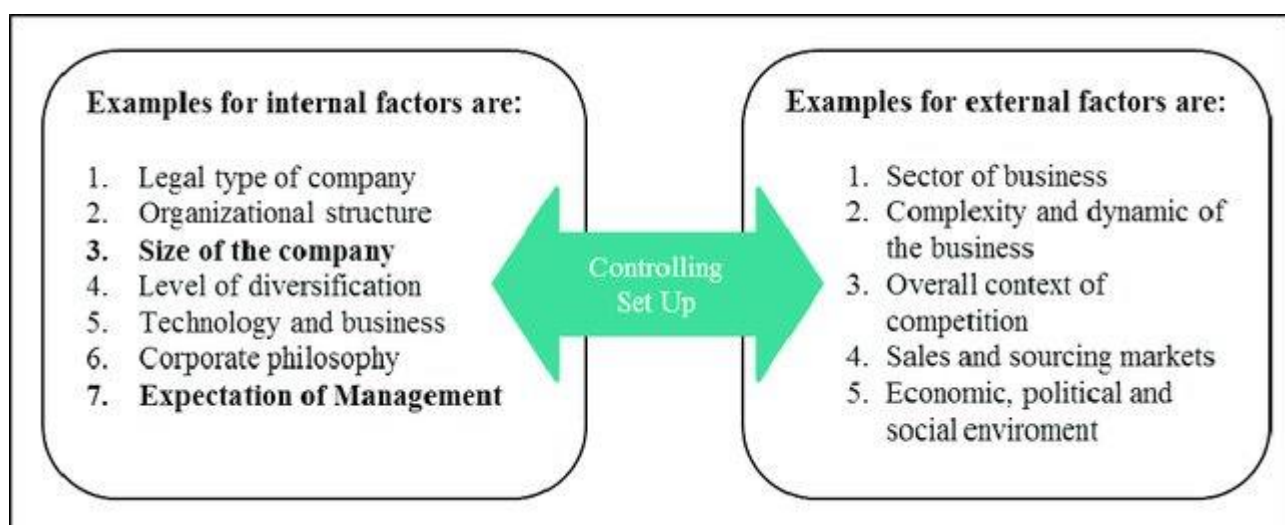 Examples for internal factors are:
1. Legal type of company
2. Organizational structure
3. Size of the company
4. Level of diversification
5. Technology and business
6. Corporate philosophy
7. Expectation of Management
Controlling
Set Up
Examples for external factors are:
1. Sector of business
2. Complexity and dynamic of
the business
3. Overall context of
competition
4. Sales and sourcing markets
5. Economic, political and
social enviroment